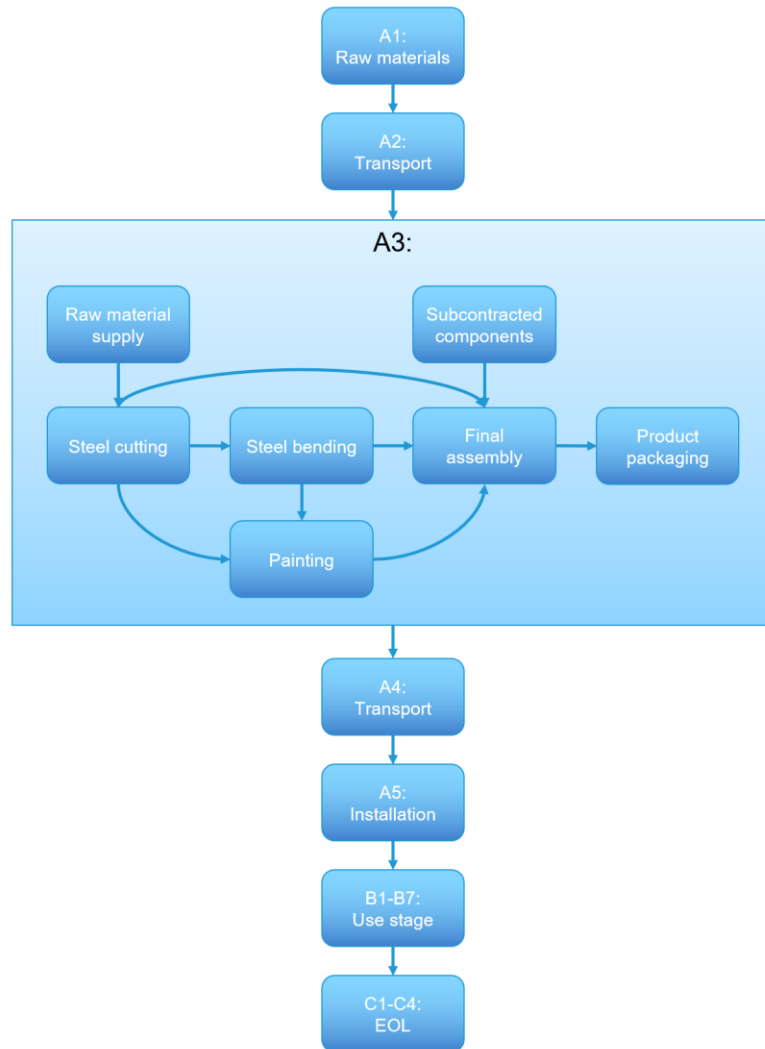 A1:
Raw materials
A2:
Transport
A3:
Raw material
supply
Subcontracted
components
Steel cutting
Steel bending
Final
assembly
Product
packaging
Painting
A4:
Transport
A5:
Installation
B1-B7:
Use stage
C1-C4:
EOL